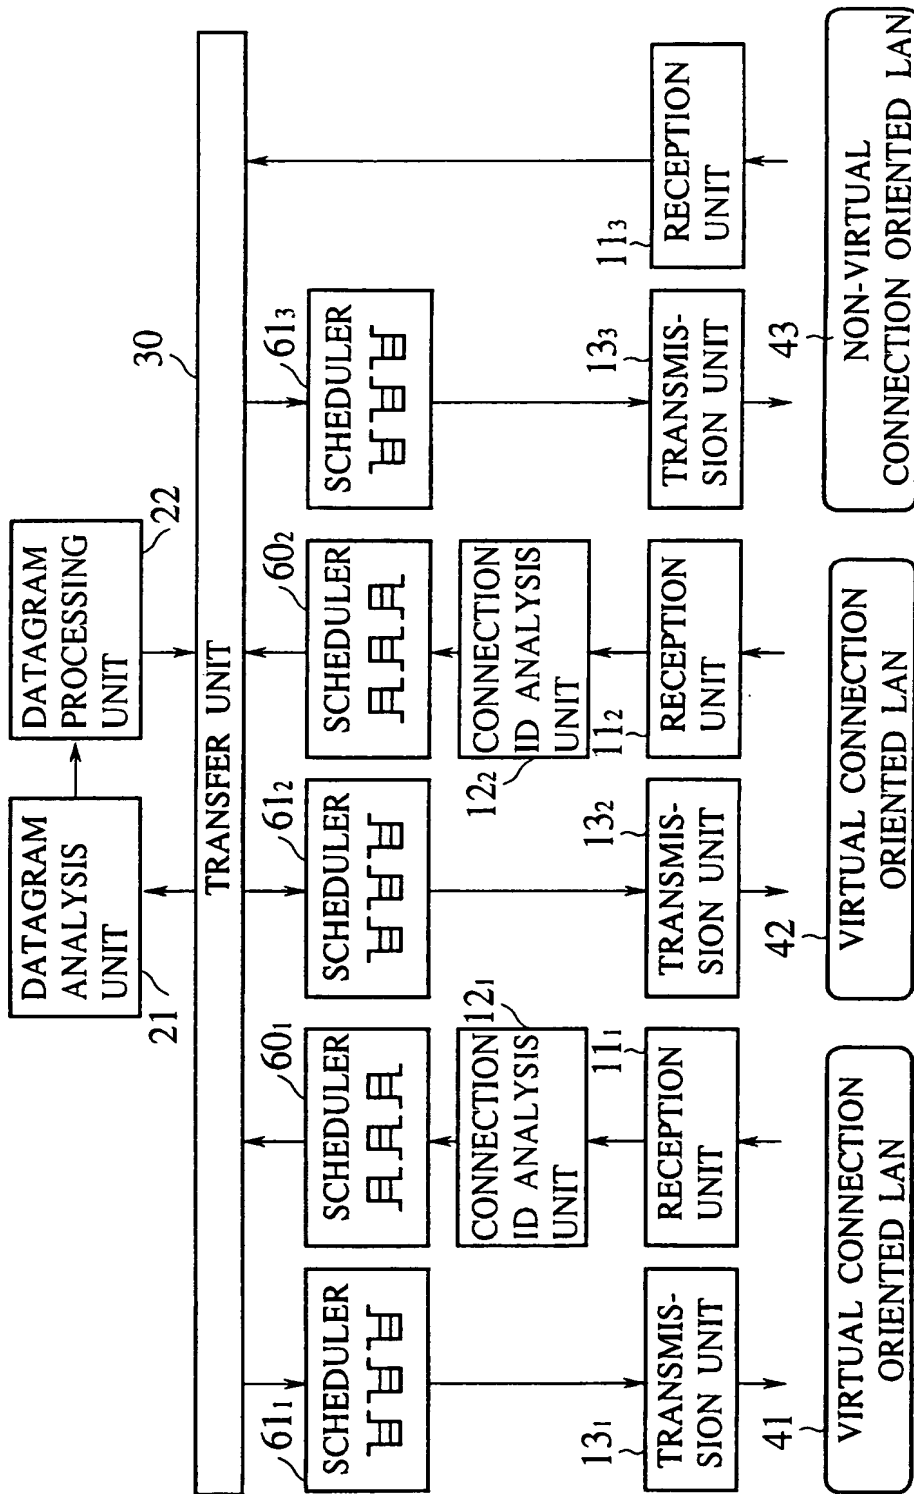 DATAGRAM
ANALYSIS
UNIT
21
DATAGRAM
PROCESSING
UNIT
22
TRANSFER UNIT
30
61₁
SCHEDULER
60₁
SCHEDULER
61₂
SCHEDULER
60₂
SCHEDULER
61₃
SCHEDULER
12₁
CONNECTION
ID ANALYSIS
UNIT
12₂
CONNECTION
ID ANALYSIS
UNIT
13₁
TRANSMIS-
SION UNIT
11₁
RECEPTION
UNIT
13₂
TRANSMIS-
SION UNIT
11₂
RECEPTION
UNIT
13₃
TRANSMIS-
SION UNIT
11₃
RECEPTION
UNIT
41
VIRTUAL CONNECTION
ORIENTED LAN
42
VIRTUAL CONNECTION
ORIENTED LAN
43
NON-VIRTUAL
CONNECTION ORIENTED LAN